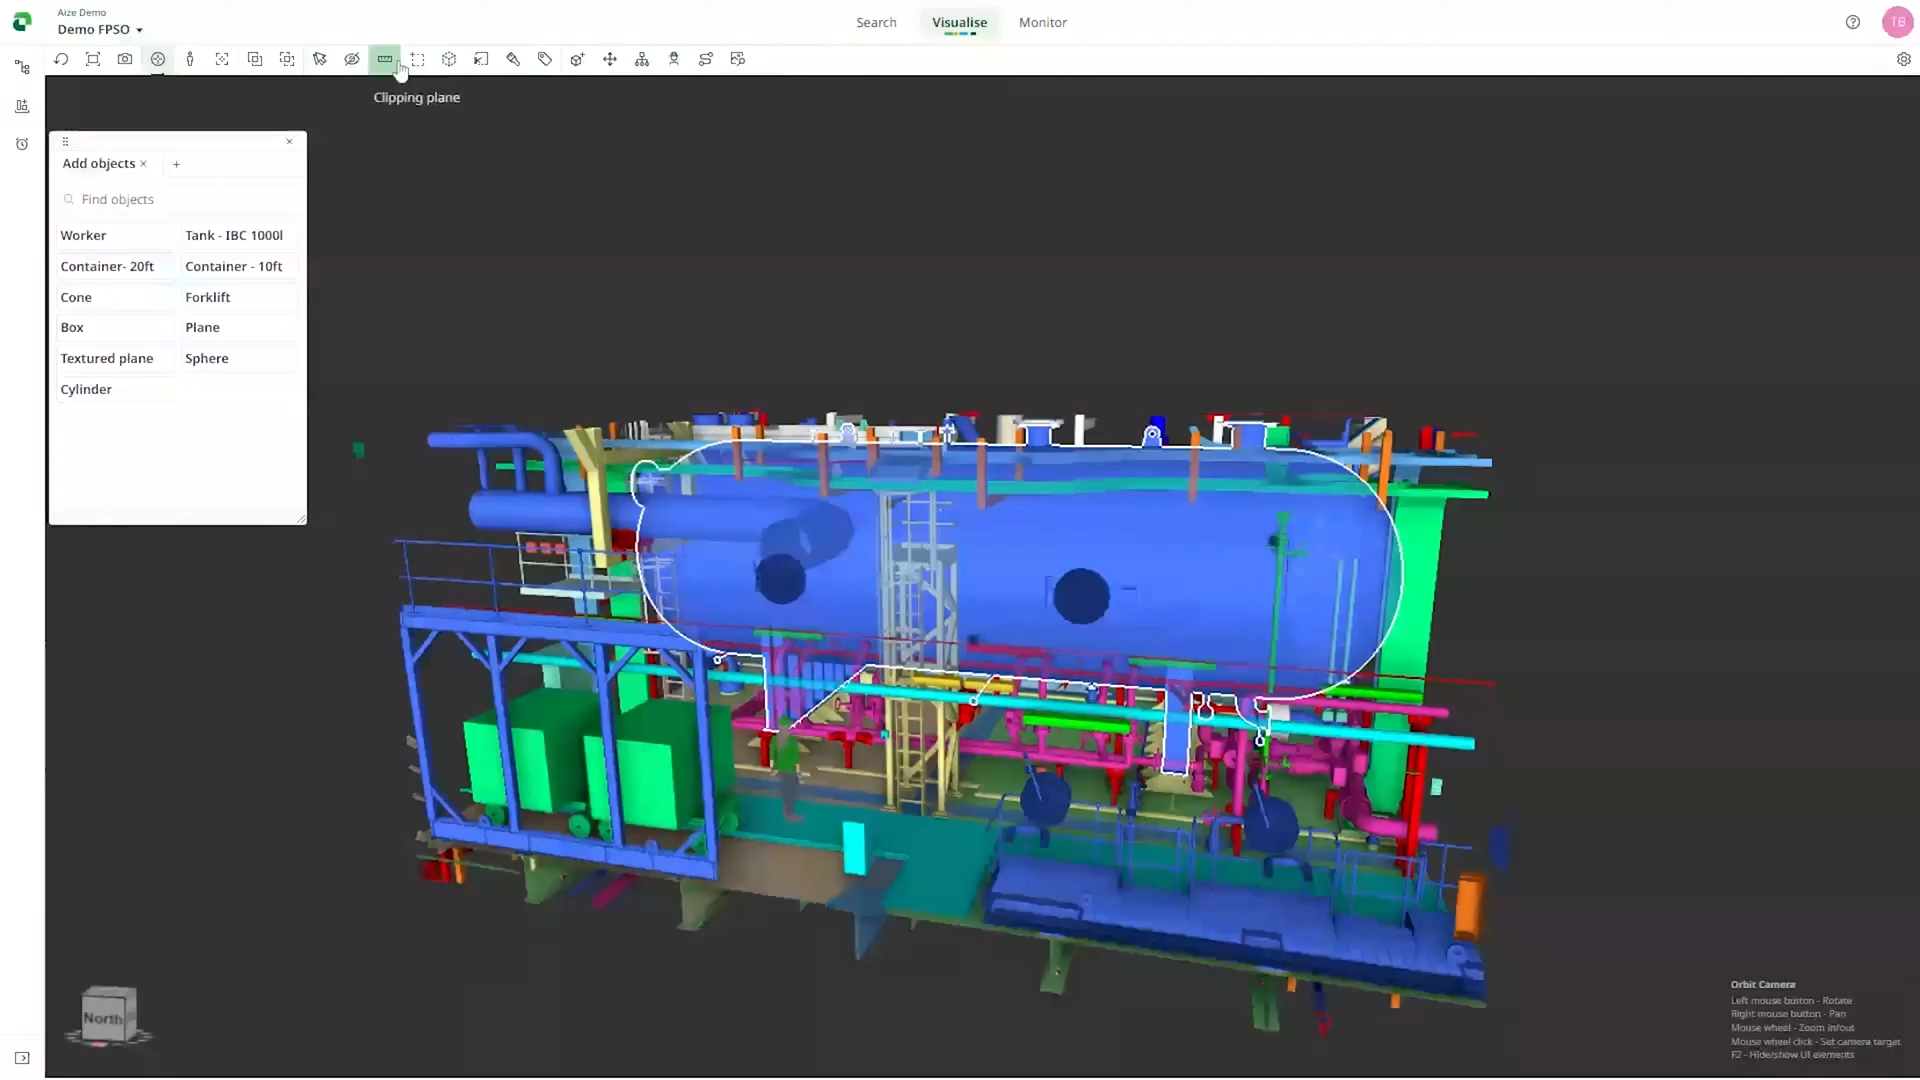 Aize Demo
Demo FPSO
Search
Visualise
Monitor
TB
Clipping plane
Add objects
Find objects
Worker
Tank - IBC 1000l
Container- 20ft
Container - 10ft
Cone
Forklift
Box
Plane
Textured plane
Sphere
Cylinder
North
Orbit Camera
Left mouse button - Rotate
Right mouse button - Pan
Mouse wheel - Zoom in/out
Mouse wheel click - Set camera target
F2 - Hide/show UI elements